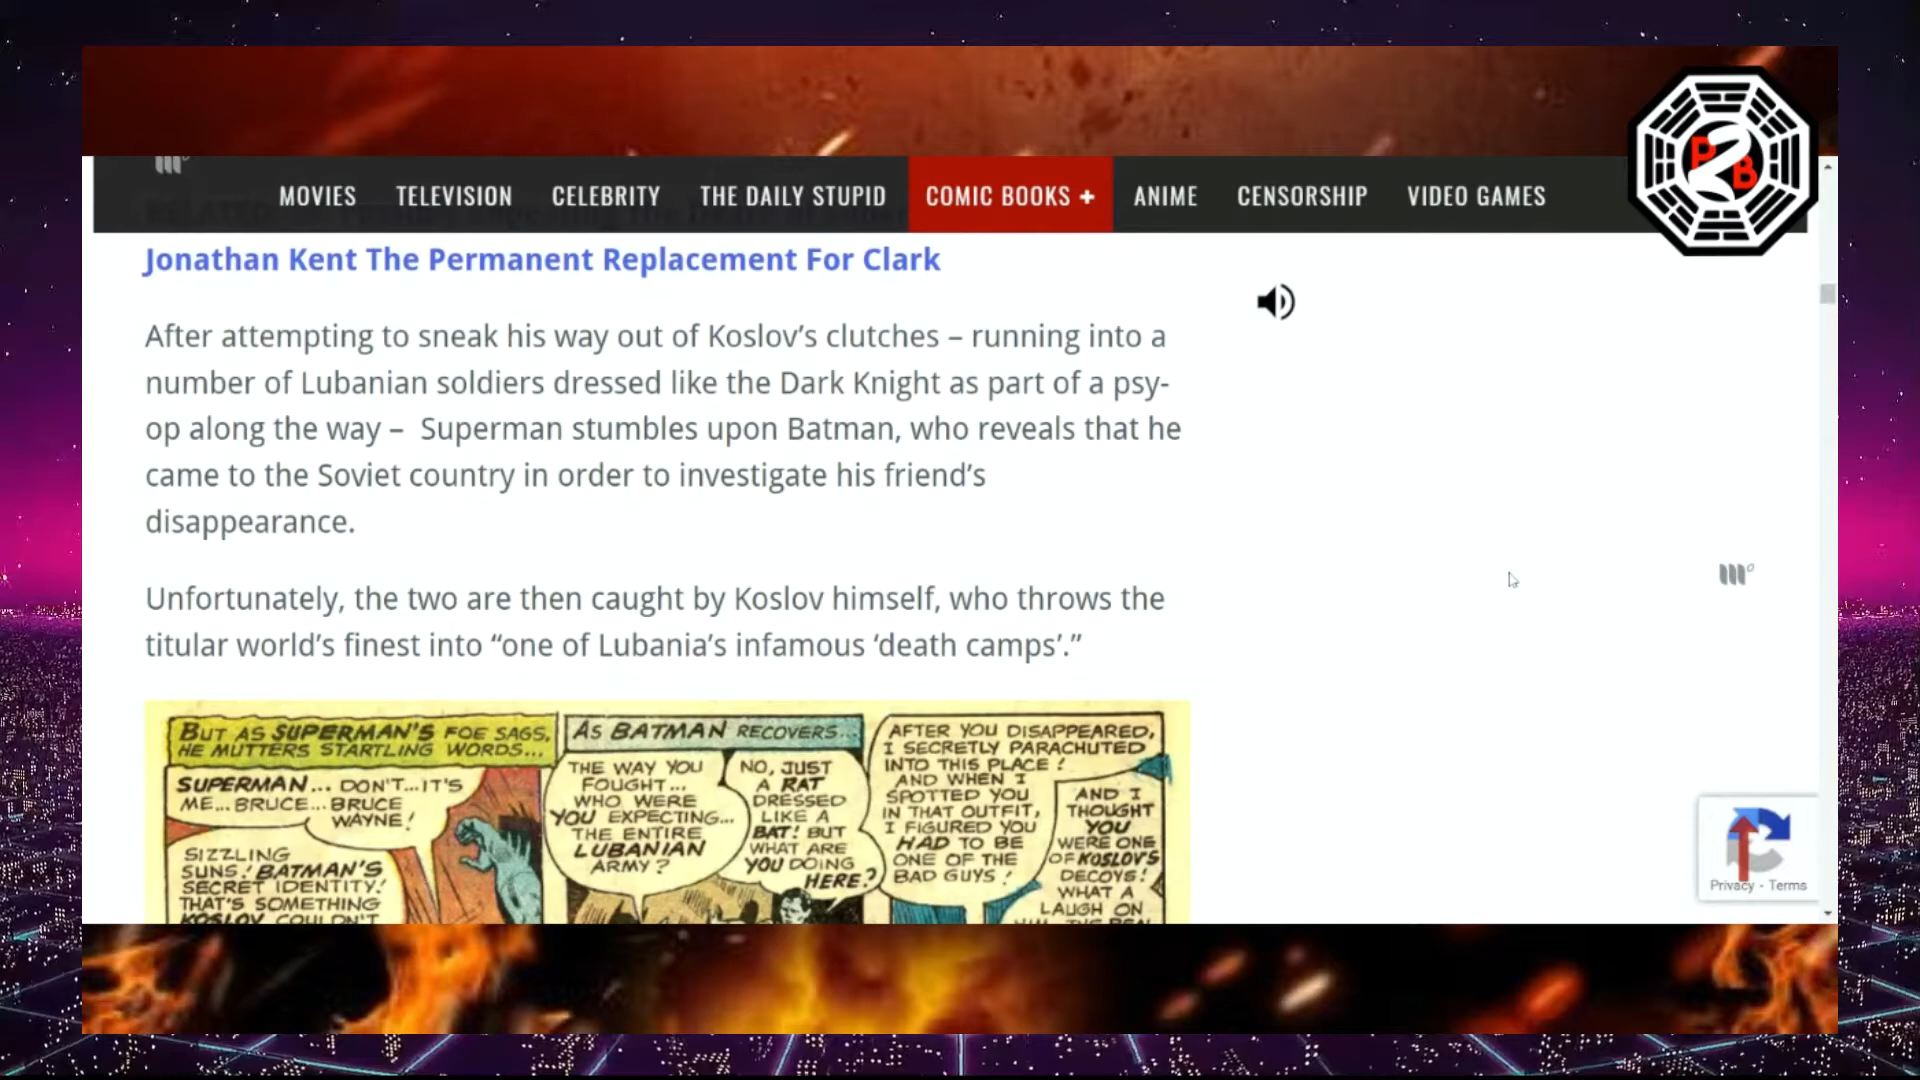 MOVIES TELEVISION CELEBRITY THE DAILY STUPID COMIC BOOKS + ANIME CENSORSHIP VIDEO GAMES
Jonathan Kent The Permanent Replacement For Clark
After attempting to sneak his way out of Koslov’s clutches – running into a
number of Lubanian soldiers dressed like the Dark Knight as part of a psy-
op along the way –  Superman stumbles upon Batman, who reveals that he
came to the Soviet country in order to investigate his friend’s
disappearance.
Unfortunately, the two are then caught by Koslov himself, who throws the
titular world’s finest into “one of Lubania’s infamous ‘death camps’.”
BUT AS SUPERMAN'S FOE SAGS,
HE MUTTERS STARTLING WORDS...
SUPERMAN... DON'T...IT'S
ME...BRUCE...BRUCE
WAYNE!
SIZZLING
SUNS! BATMAN'S
SECRET IDENTITY!
THAT'S SOMETHING
KOSLOV COULDN'T
AS BATMAN RECOVERS...
THE WAY YOU
FOUGHT...
WHO WERE
YOU EXPECTING...
THE ENTIRE
LUBANIAN
ARMY?
NO, JUST
A RAT
DRESSED
LIKE A
BAT! BUT
WHAT ARE
YOU DOING
HERE?
AFTER YOU DISAPPEARED,
I SECRETLY PARACHUTED
INTO THIS PLACE!
AND WHEN I
SPOTTED YOU
IN THAT OUTFIT,
I FIGURED YOU
HAD TO BE
ONE OF THE
BAD GUYS!
AND I
THOUGHT
YOU
WERE ONE
OF KOSLOV'S
DECOYS!
WHAT A
LAUGH ON
Privacy - Terms